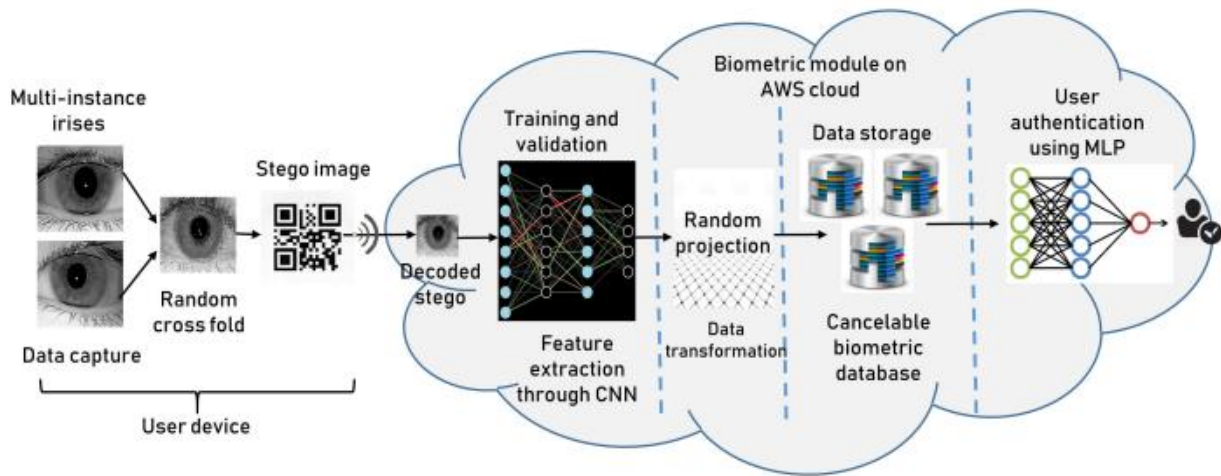 Multi-instance
irises
Data capture
Random
cross fold
Stego image
User device
Decoded
stego
Biometric module on
AWS cloud
Training and
validation
Feature
extraction
through CNN
Random
projection
Data
transformation
Data storage
Cancelable
biometric
database
User
authentication
using MLP